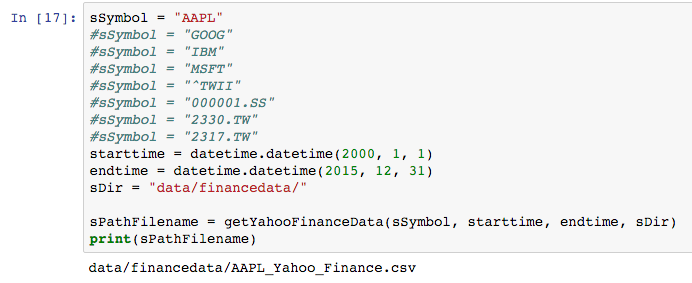 In [17]: sSymbol = "AAPL"
#sSymbol = "GOOG"
#sSymbol = "IBM"
#sSymbol = "MSFT"
#sSymbol = "^TWII"
#sSymbol = "000001.SS"
#sSymbol = "2330.TW"
#sSymbol = "2317.TW"
starttime = datetime.datetime(2000, 1, 1)
endtime = datetime.datetime(2015, 12, 31)
sDir = "data/financedata/"
sPathFilename = getYahooFinanceData(sSymbol, starttime, endtime, sDir)
print(sPathFilename)
data/financedata/AAPL_Yahoo_Finance.csv